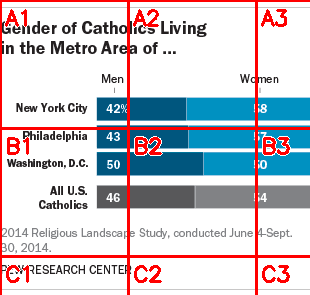 Gender of Catholics Living
in the Metro Area of ...
Men Women
New York City 42% 58
Philadelphia 43 57
Washington, D.C. 50 50
All U.S.
Catholics 46 54
2014 Religious Landscape Study, conducted June 4-Sept.
30, 2014.
PEW RESEARCH CENTER
A1 A2 A3
B1 B2 B3
C1 C2 C3